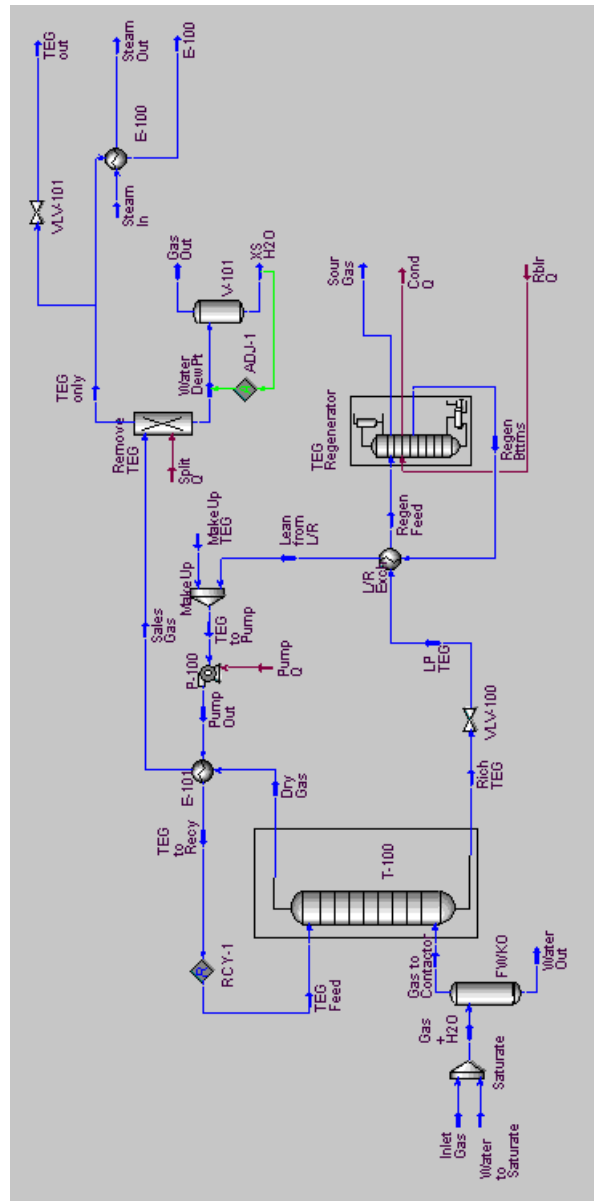 Inlet
Gas
Water
to
Saturate
Saturate
Gas
+
H2O
FWKO
Water
Out
Gas to
Contactor
TEG
Feed
RCY-1
TEG
to
Recy
T-100
Dry
Gas
E-101
Sales
Gas
Pump
Out
P-100
Pump
Q
TEG
to Pump
MakeUp
MakeUp
TEG
Lean
from
L/R
Rich
TEG
VLV-100
LP
TEG
L/R
Exch
Regen
Feed
TEG
Regenerator
Regen
Bttms
Sour
Gas
Cond
Q
Rblr
Q
Remove
TEG
Split
Q
TEG
only
Water
DewPt
ADJ-1
V-101
Gas
Out
XS
H2O
VLV-101
TEG
out
Steam
In
E-100
Steam
Out
E-100